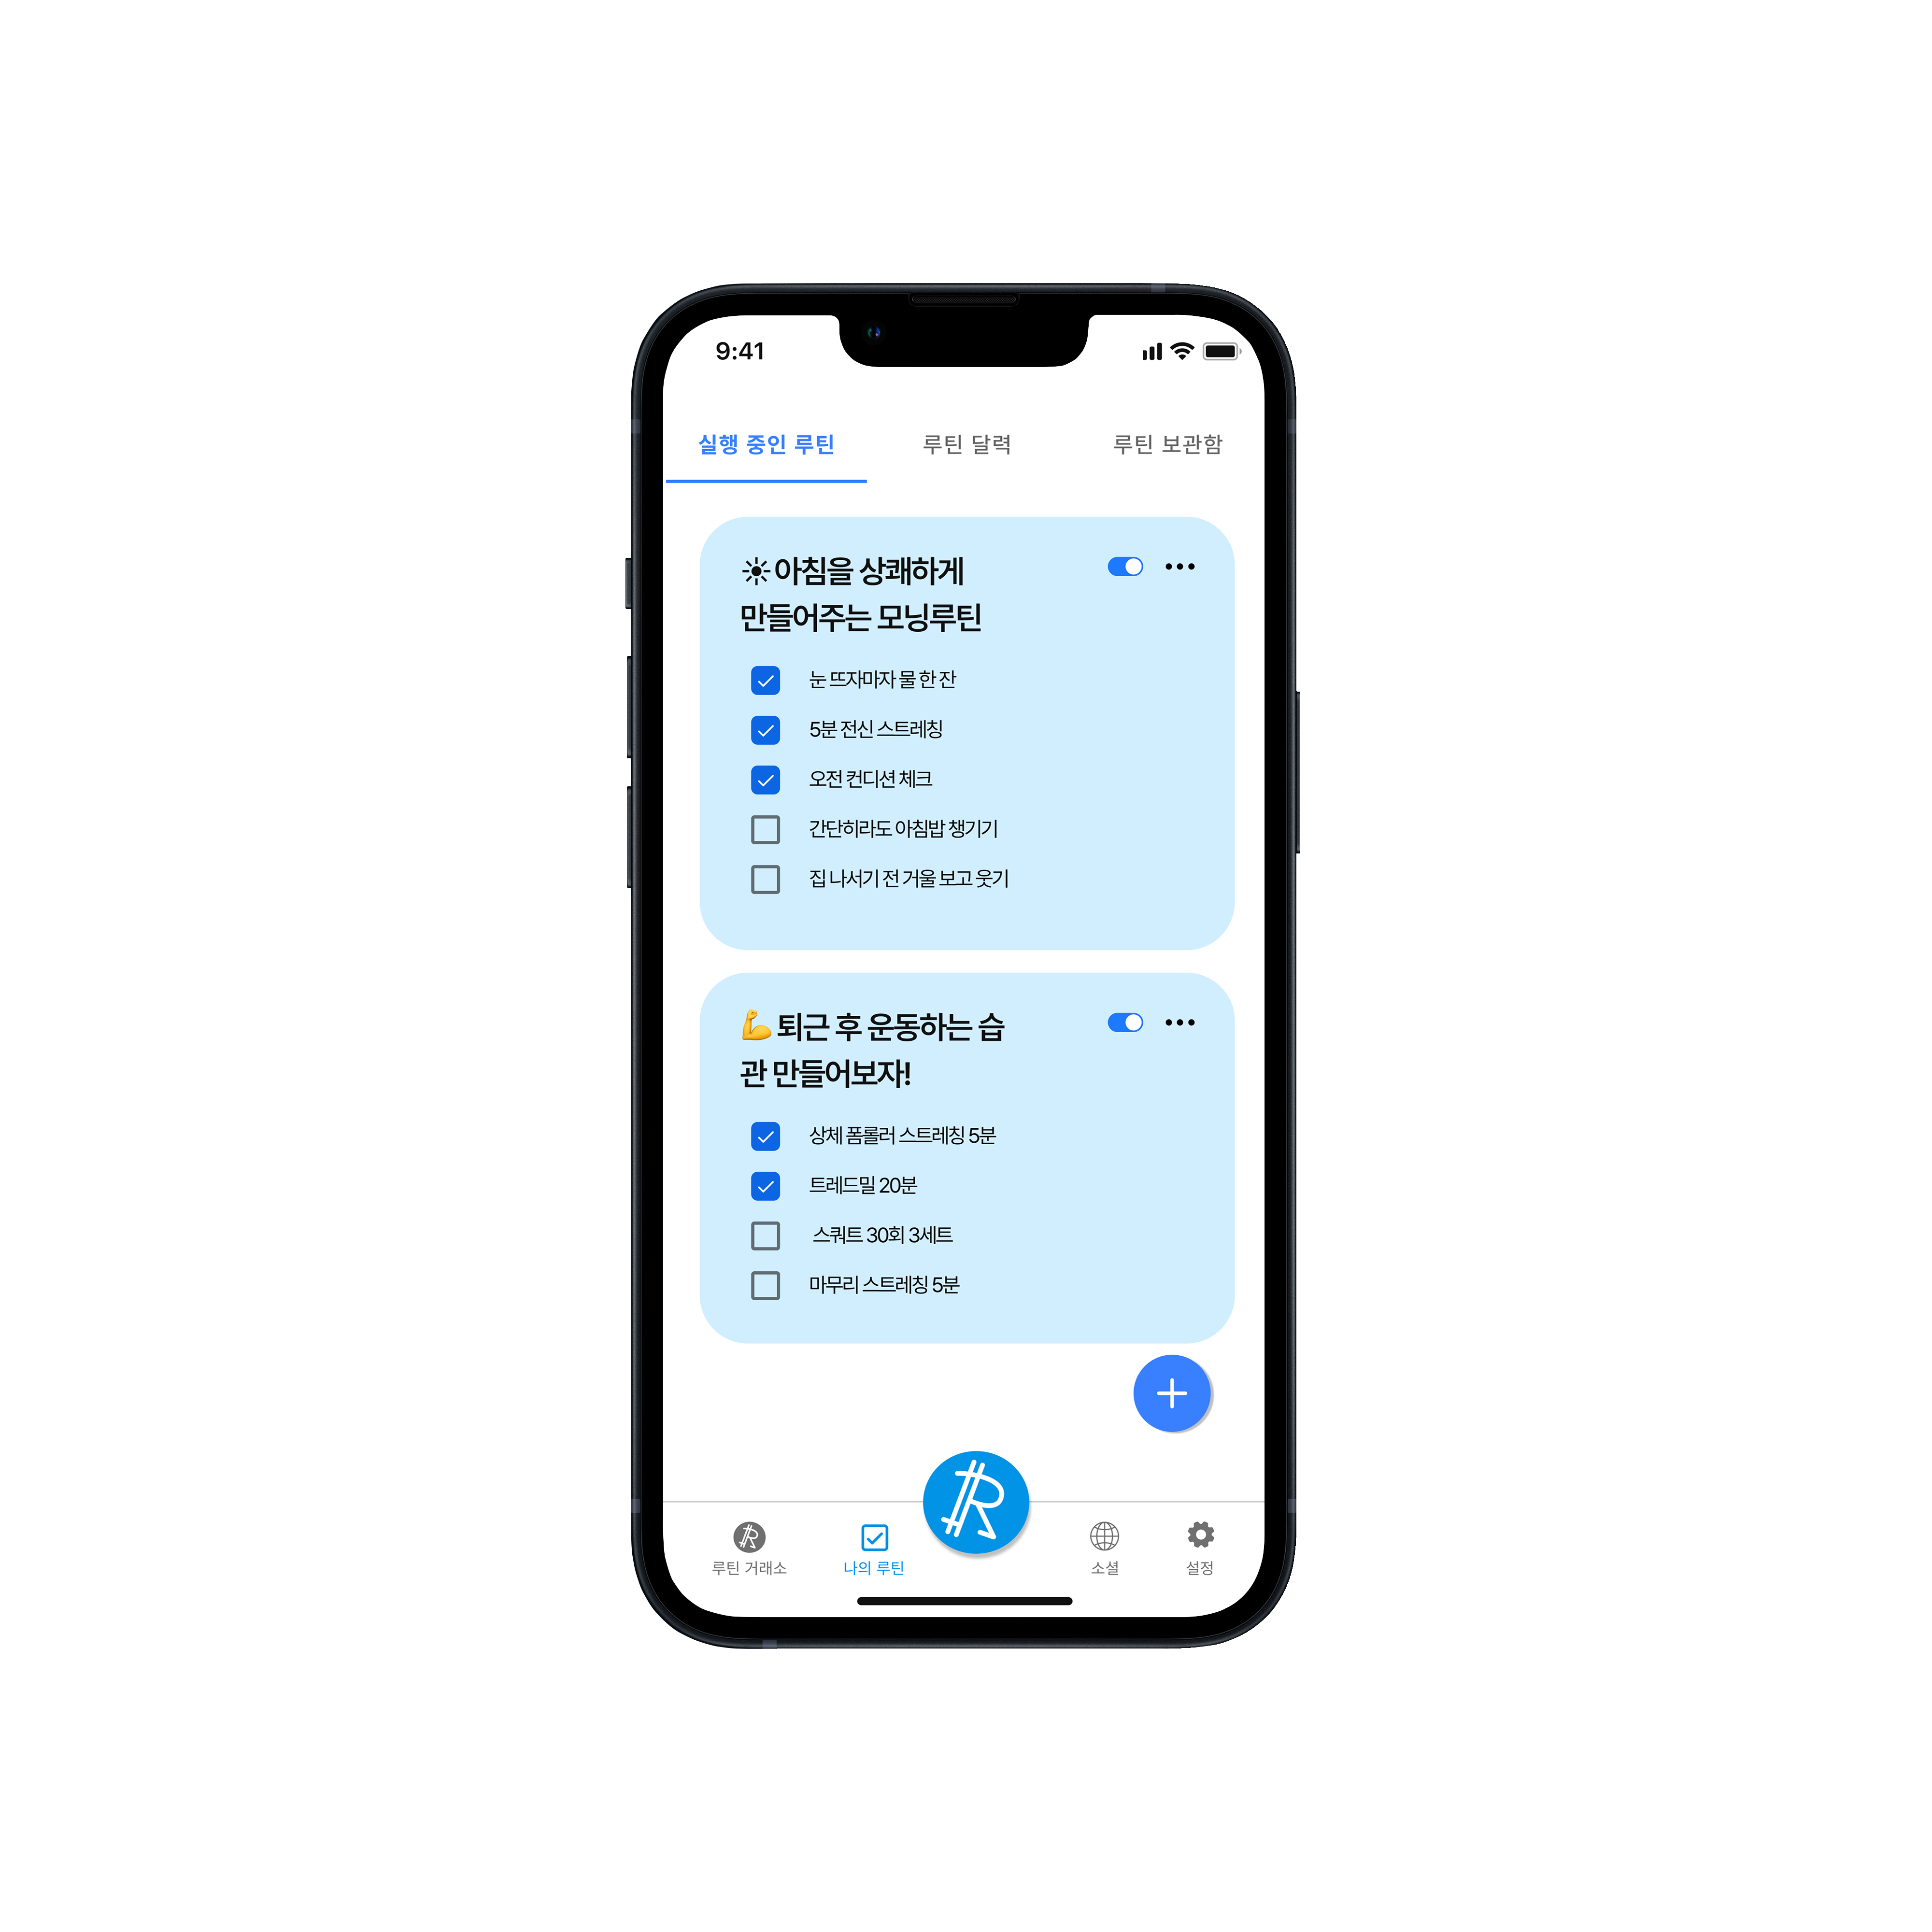 9:41
실행 중인 루틴
루틴 달력
루틴 보관함
☀아침을 상쾌하게
만들어주는 모닝루틴
눈 뜨자마자 물 한 잔
5분 전신 스트레칭
오전 컨디션 체크
간단히라도 아침밥 챙기기
집 나서기 전 거울 보고 웃기
💪퇴근 후 운동하는 습
관 만들어보자!
상체 폼롤러 스트레칭 5분
트레드밀 20분
스쿼트 30회 3세트
마무리 스트레칭 5분
루틴 거래소
나의 루틴
소셜
설정